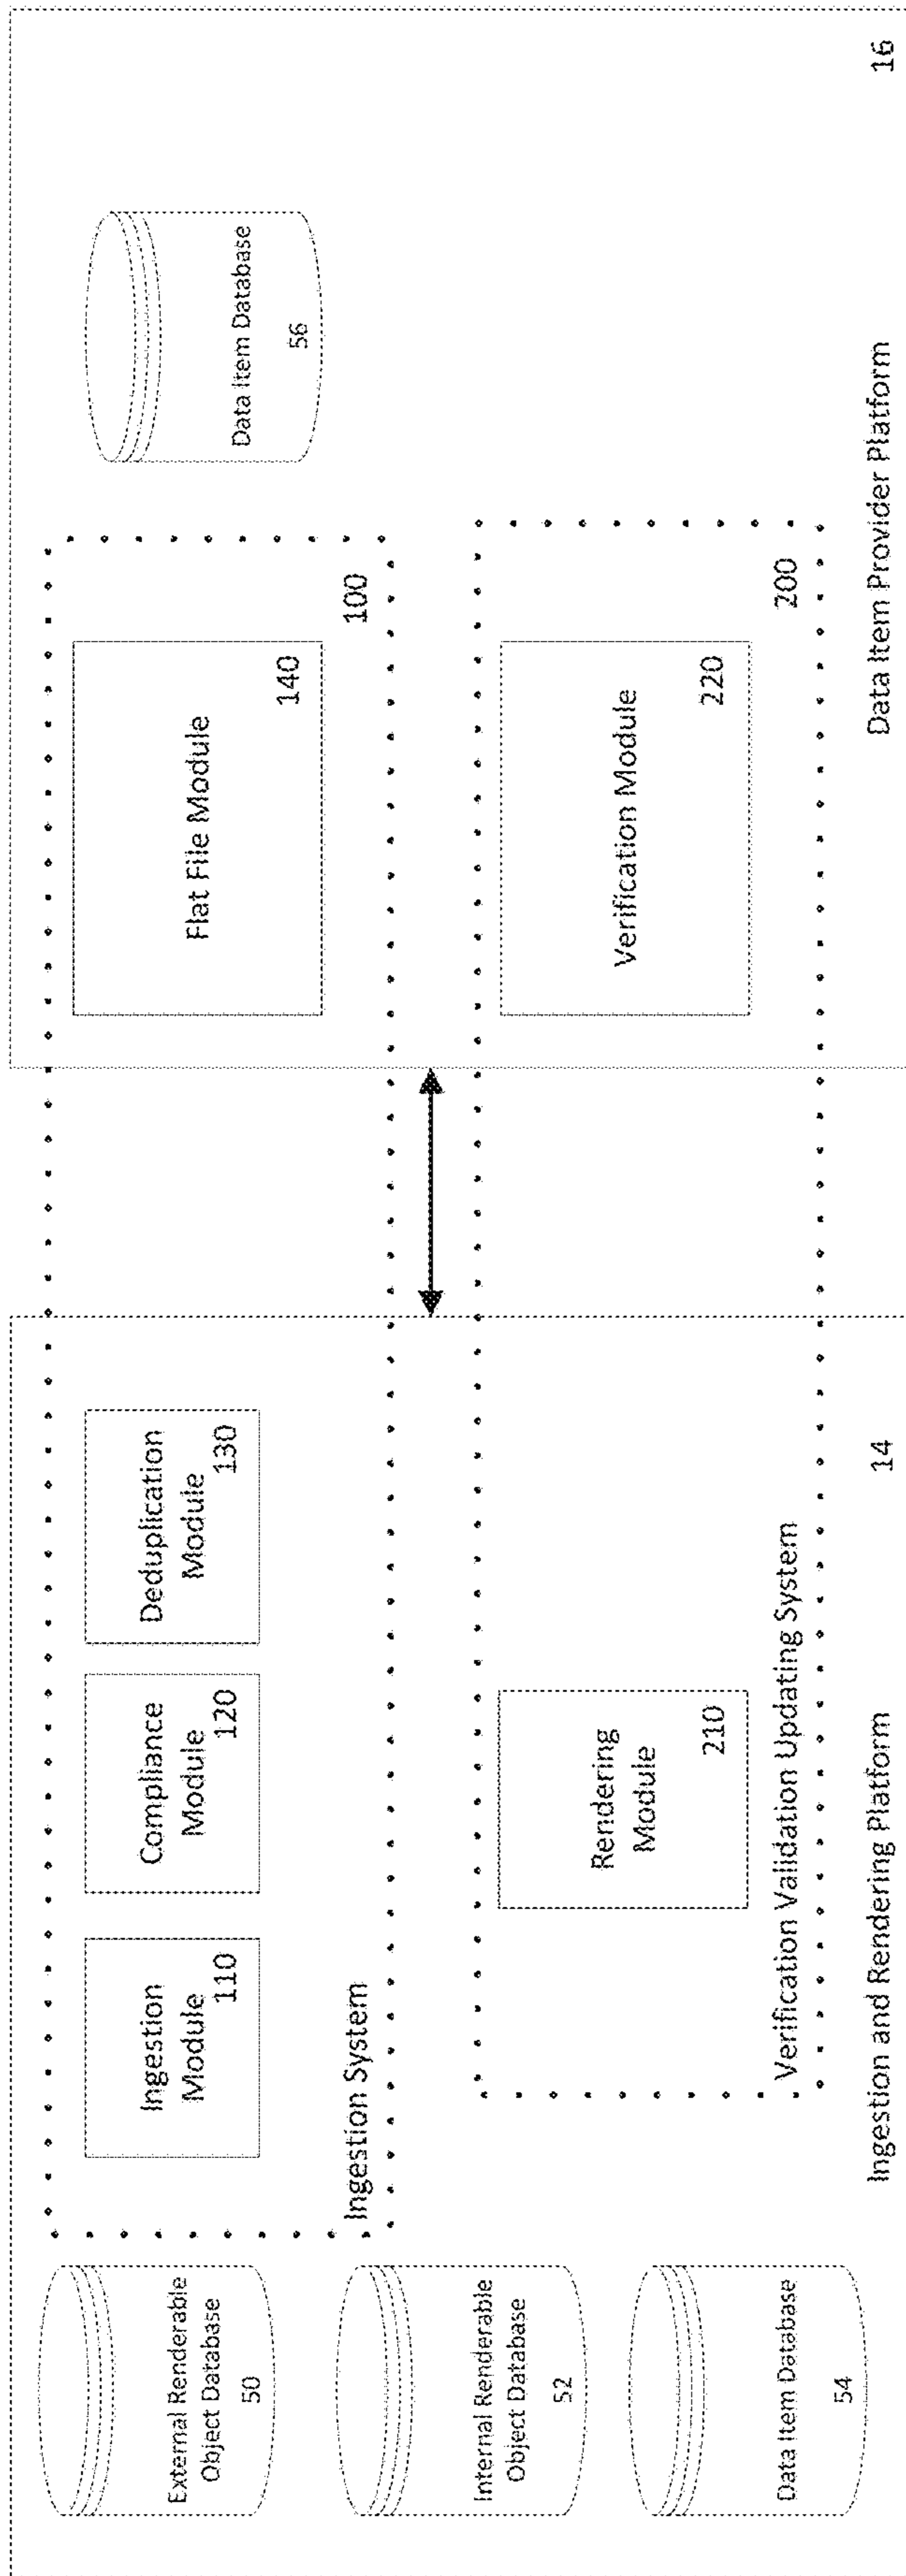 External Renderable
Object Database
50
Internal Renderable
Object Database
52
Data Item Database
54
Ingestion
Module
110
Compliance
Module
120
Deduplication
Module
130
Ingestion System
Rendering
Module
210
Verification Validation Updating System
Ingestion and Rendering Platform
14
Flat File Module
140
100
Verification Module
220
200
Data Item Database
56
Data Item Provider Platform
16